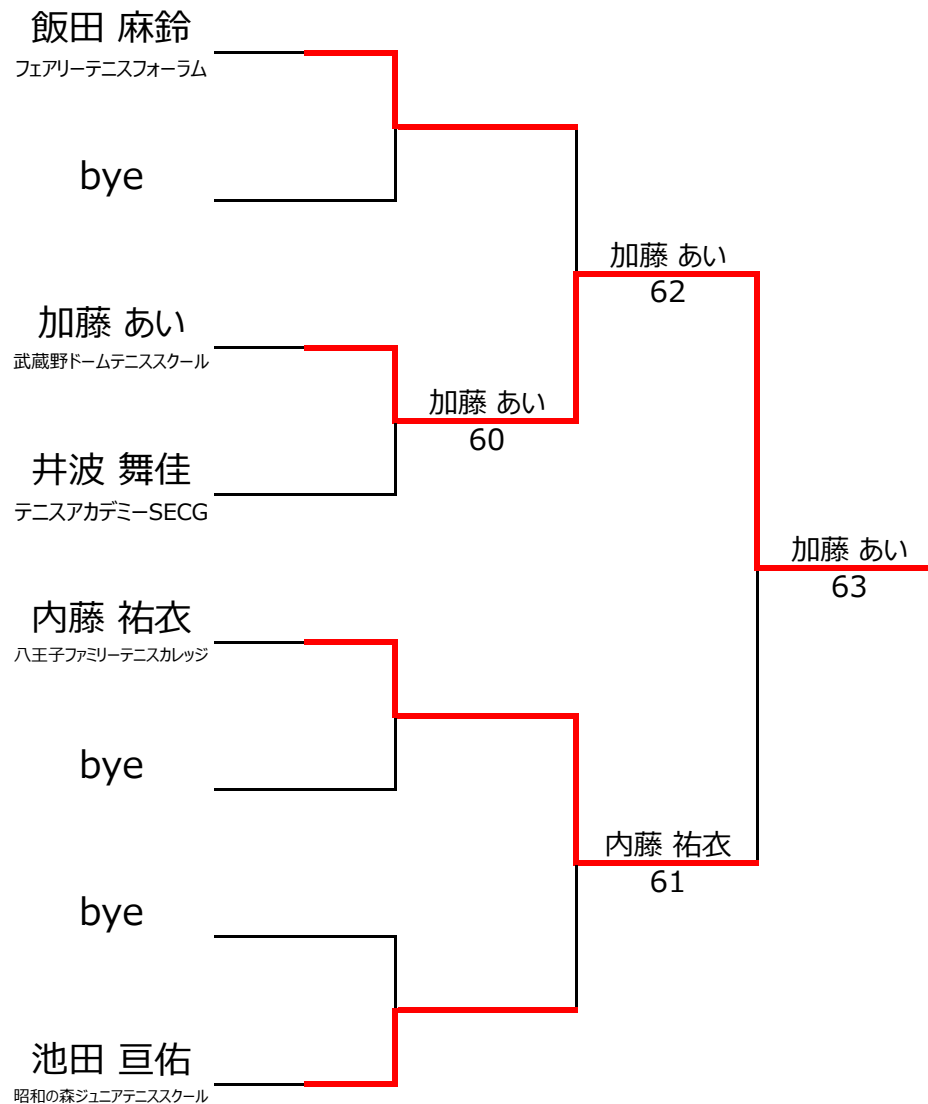 飯田 麻鈴
フェアリーテニスフォーラム
bye
加藤 あい
62
加藤 あい
武蔵野ドームテニススクール
加藤 あい
60
井波 舞佳
テニスアカデミーSECG
加藤 あい
63
内藤 祐衣
八王子ファミリーテニスカレッジ
bye
内藤 祐衣
61
bye
池田 亘佑
昭和の森ジュニアテニススクール